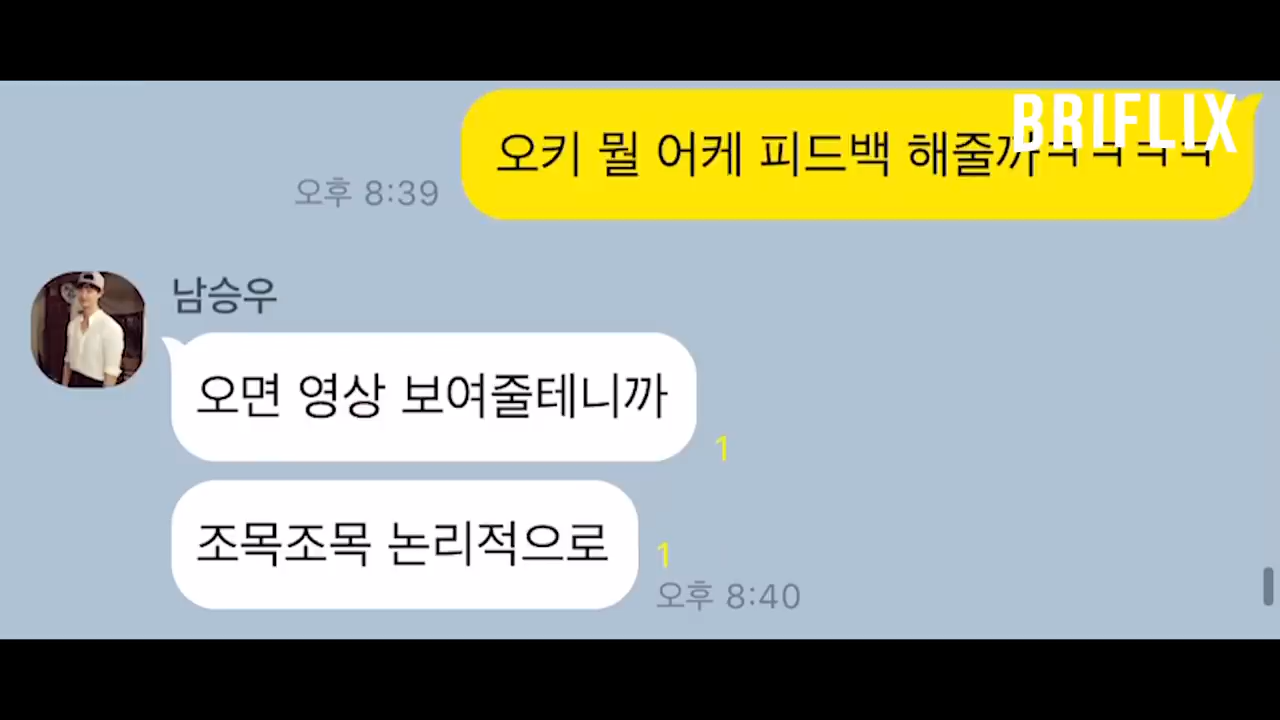 BRIFLIX
오키 뭘 어케 피드백 해줄까ㅋㅋㅋㅋ
오후 8:39
남승우
오면 영상 보여줄테니까
1
조목조목 논리적으로
1
오후 8:40